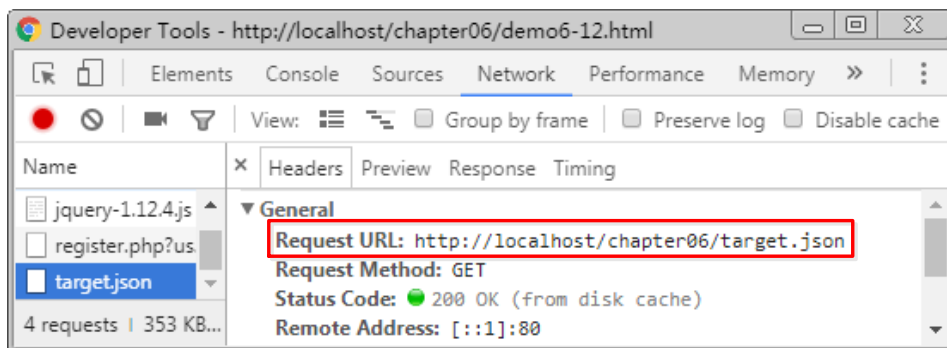 Developer Tools - http://localhost/chapter06/demo6-12.html
Elements Console Sources Network Performance Memory »
View: Group by frame Preserve log Disable cache
Name × Headers Preview Response Timing
jquery-1.12.4.js
▼ General
Request URL: http://localhost/chapter06/target.json
register.php?us
Request Method: GET
target.json
Status Code: 200 OK (from disk cache)
4 requests | 353 KB...
Remote Address: [::1]:80